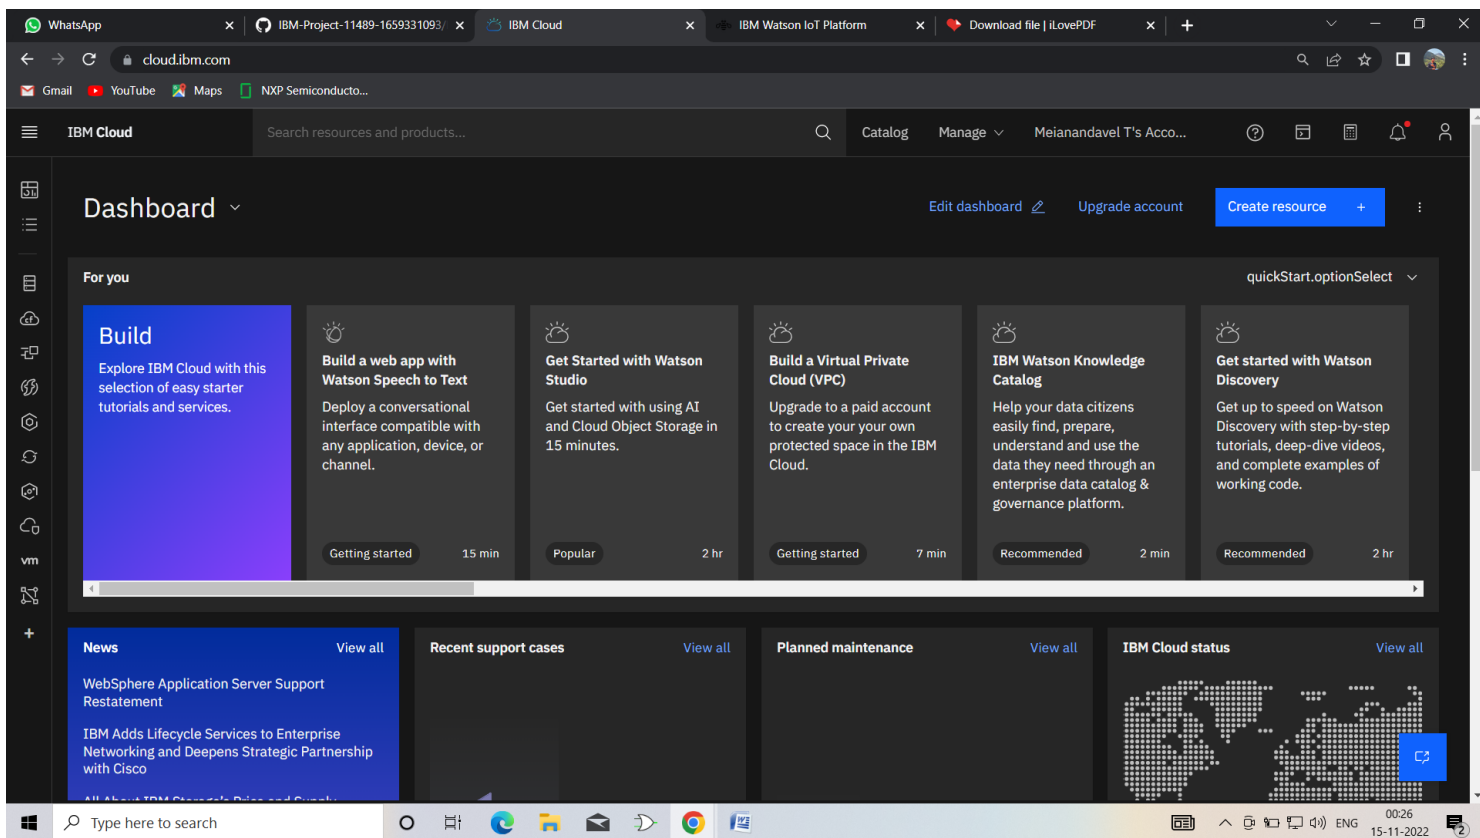 WhatsApp
IBM-Project-11489-1659331093/
IBM Cloud
IBM Watson IoT Platform
Download file | iLovePDF
cloud.ibm.com
Gmail
YouTube
Maps
NXP Semiconducto...
IBM Cloud
Search resources and products...
Catalog
Manage
Meianandavel T's Acco...
Dashboard
Edit dashboard
Upgrade account
Create resource +
For you
quickStart.optionSelect
Build
Explore IBM Cloud with this
selection of easy starter
tutorials and services.
Build a web app with
Watson Speech to Text
Deploy a conversational
interface compatible with
any application, device, or
channel.
Getting started 15 min
Get Started with Watson
Studio
Get started with using AI
and Cloud Object Storage in
15 minutes.
Popular 2 hr
Build a Virtual Private
Cloud (VPC)
Upgrade to a paid account
to create your your own
protected space in the IBM
Cloud.
Getting started 7 min
IBM Watson Knowledge
Catalog
Help your data citizens
easily find, prepare,
understand and use the
data they need through an
enterprise data catalog &
governance platform.
Recommended 2 min
Get started with Watson
Discovery
Get up to speed on Watson
Discovery with step-by-step
tutorials, deep-dive videos,
and complete examples of
working code.
Recommended 2 hr
vm
News View all
WebSphere Application Server Support
Restatement
IBM Adds Lifecycle Services to Enterprise
Networking and Deepens Strategic Partnership
with Cisco
All About IBM Storage's Price and Supply
Recent support cases View all
Planned maintenance View all
IBM Cloud status View all
Type here to search
ENG
00:26
15-11-2022
2